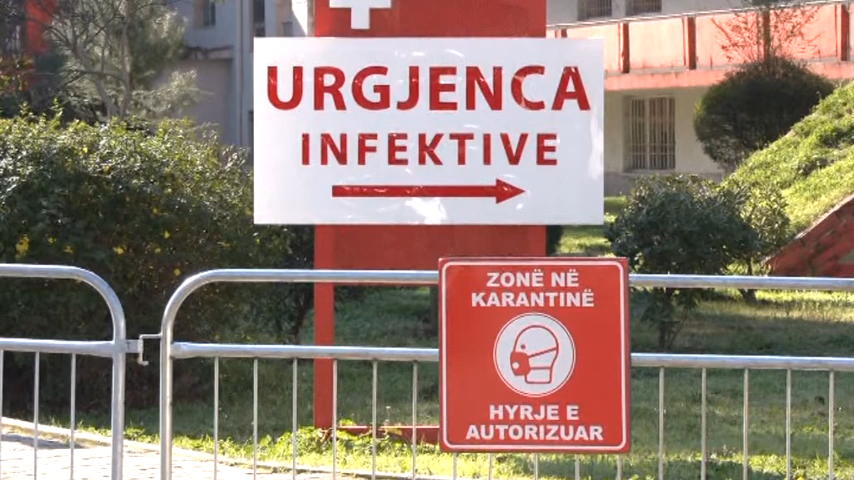 URGJENCA
INFEKTIVE
ZONË NË
KARANTINË
HYRJE E
AUTORIZUAR